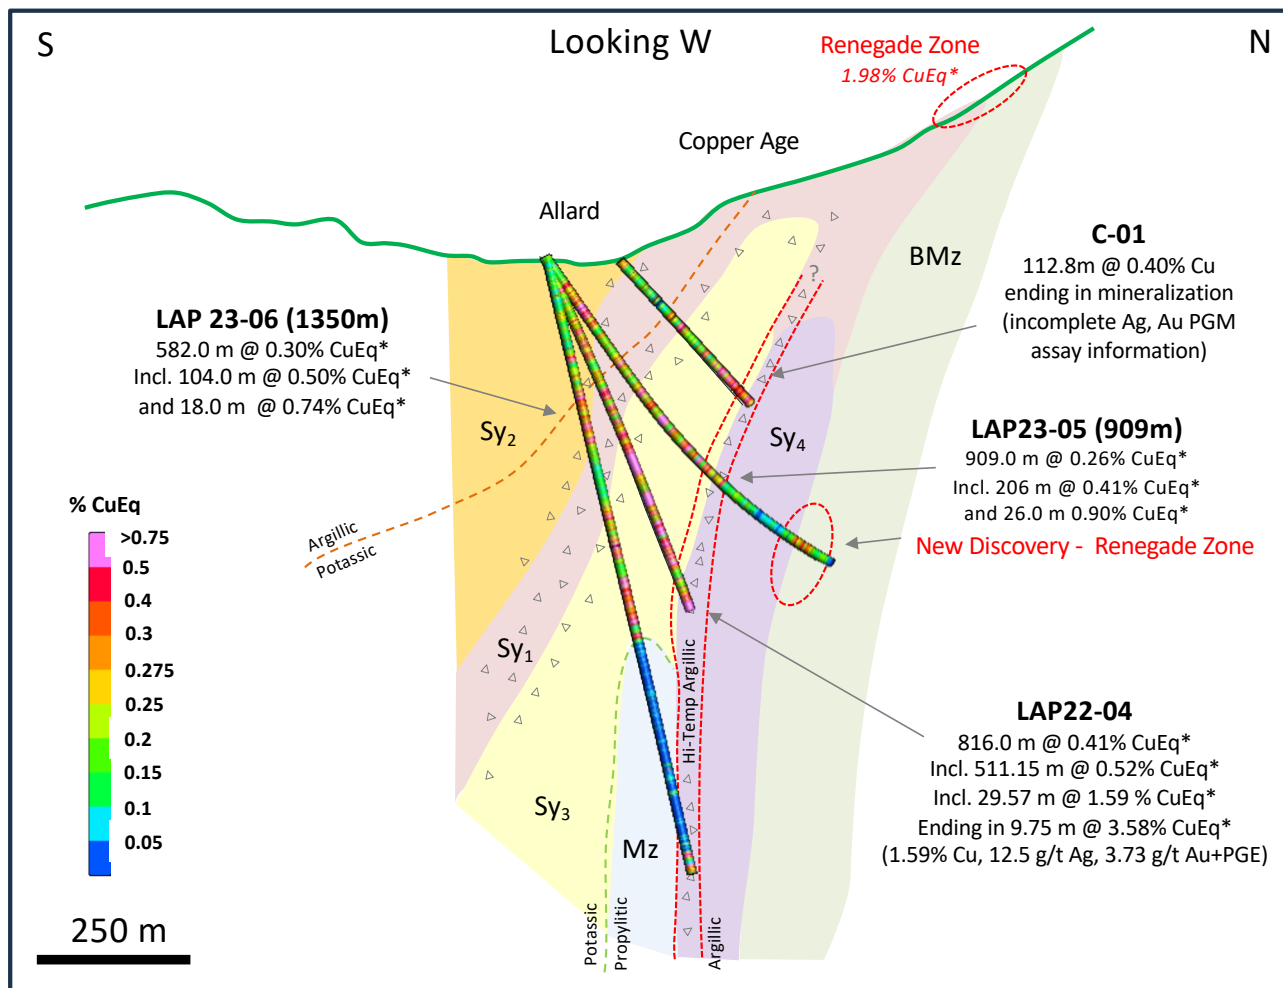 S
Looking W
N
Renegade Zone
1.98% CuEq*
Copper Age
Allard
BMz
C-01
112.8m @ 0.40% Cu
ending in mineralization
(incomplete Ag, Au PGM
assay information)
?
LAP 23-06 (1350m)
582.0 m @ 0.30% CuEq*
Incl. 104.0 m @ 0.50% CuEq*
and 18.0 m @ 0.74% CuEq*
Sy2
Sy4
LAP23-05 (909m)
909.0 m @ 0.26% CuEq*
Incl. 206 m @ 0.41% CuEq*
and 26.0 m 0.90% CuEq*
New Discovery - Renegade Zone
Argillic
Potassic
% CuEq
>0.75
0.5
0.4
0.3
0.275
0.25
0.2
0.15
0.1
0.05
Sy1
Hi-Temp Argillic
LAP22-04
816.0 m @ 0.41% CuEq*
Incl. 511.15 m @ 0.52% CuEq*
Incl. 29.57 m @ 1.59 % CuEq*
Ending in 9.75 m @ 3.58% CuEq*
(1.59% Cu, 12.5 g/t Ag, 3.73 g/t Au+PGE)
Sy3
Mz
Potassic
Propylitic
Argillic
250 m